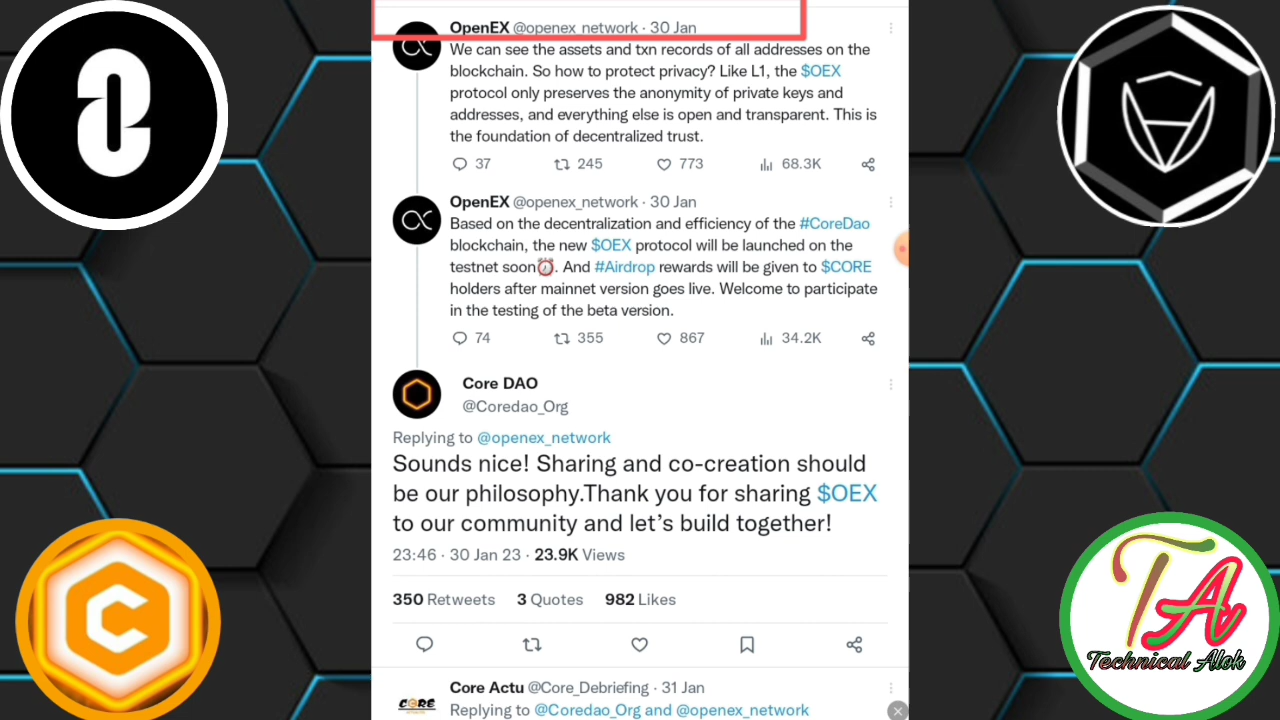 OpenEX @openex_network · 30 Jan
We can see the assets and txn records of all addresses on the
blockchain. So how to protect privacy? Like L1, the $OEX
protocol only preserves the anonymity of private keys and
addresses, and everything else is open and transparent. This is
the foundation of decentralized trust.
37 245 773 68.3K
OpenEX @openex_network · 30 Jan
Based on the decentralization and efficiency of the #CoreDao
blockchain, the new $OEX protocol will be launched on the
testnet soon⏰. And #Airdrop rewards will be given to $CORE
holders after mainnet version goes live. Welcome to participate
in the testing of the beta version.
74 355 867 34.2K
Core DAO
@Coredao_Org
Replying to @openex_network
Sounds nice! Sharing and co-creation should
be our philosophy.Thank you for sharing $OEX
to our community and let’s build together!
23:46 · 30 Jan 23 · 23.9K Views
350 Retweets 3 Quotes 982 Likes
Core Actu @Core_Debriefing · 31 Jan
Replying to @Coredao_Org and @openex_network
CORE
C
TA
Technical Alok